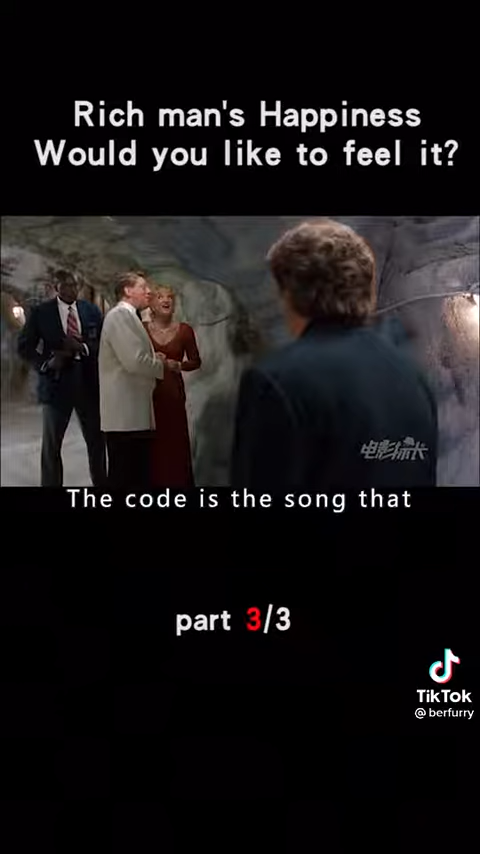 Rich man's Happiness
Would you like to feel it?
电影探长
The code is the song that
part 3/3
TikTok
@berfurry